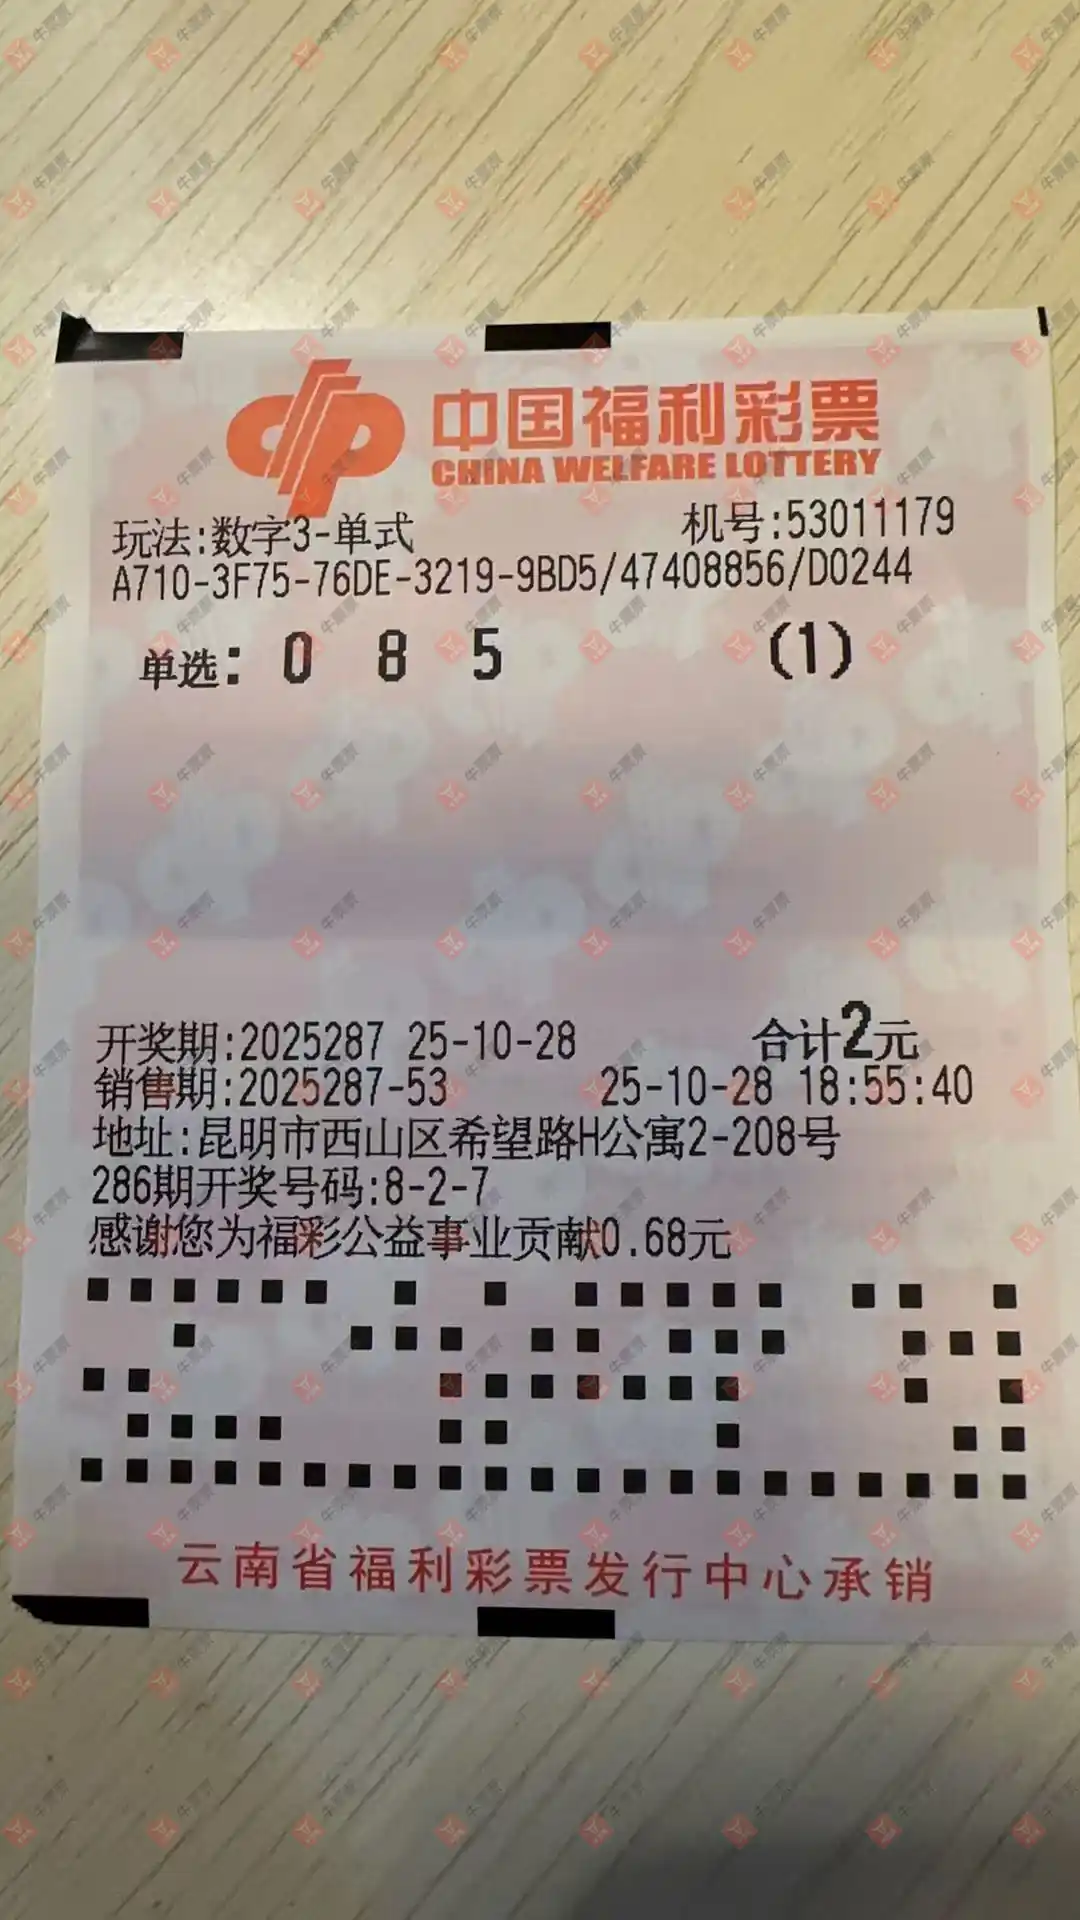 中国福利彩票
CHINA WELFARE LOTTERY
玩法:数字3-单式 机号:53011179
A710-3F75-76DE-3219-9BD5/47408856/D0244
单选: 0 8 5 (1)
开奖期:2025287 25-10-28 合计2元
销售期:2025287-53 25-10-28 18:55:40
地址:昆明市西山区希望路H公寓2-208号
286期开奖号码:8-2-7
感谢您为福彩公益事业贡献0.68元
云南省福利彩票发行中心承销